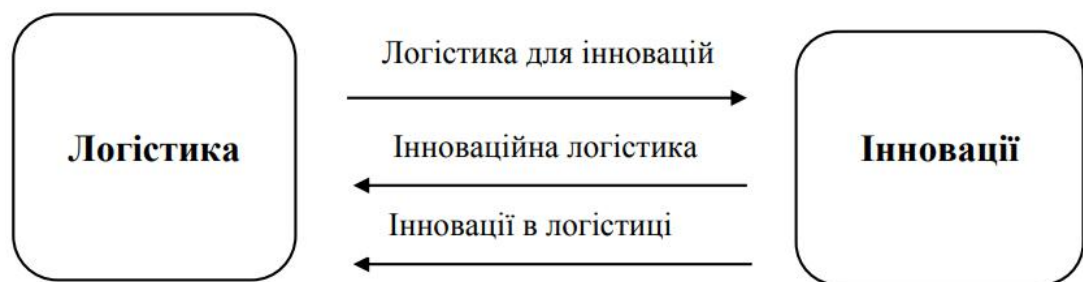 Логістика для інновацій
Логістика
Інноваційна логістика
Інновації
Інновації в логістиці